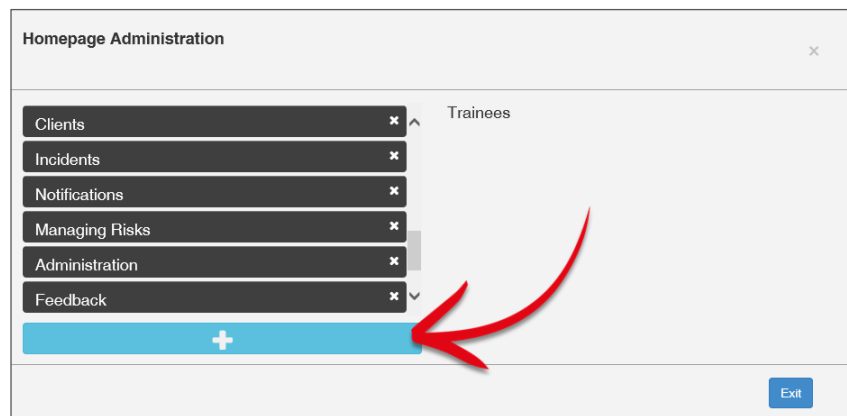 Homepage Administration
Clients
Trainees
Incidents
Notifications
Managing Risks
Administration
Feedback
Exit